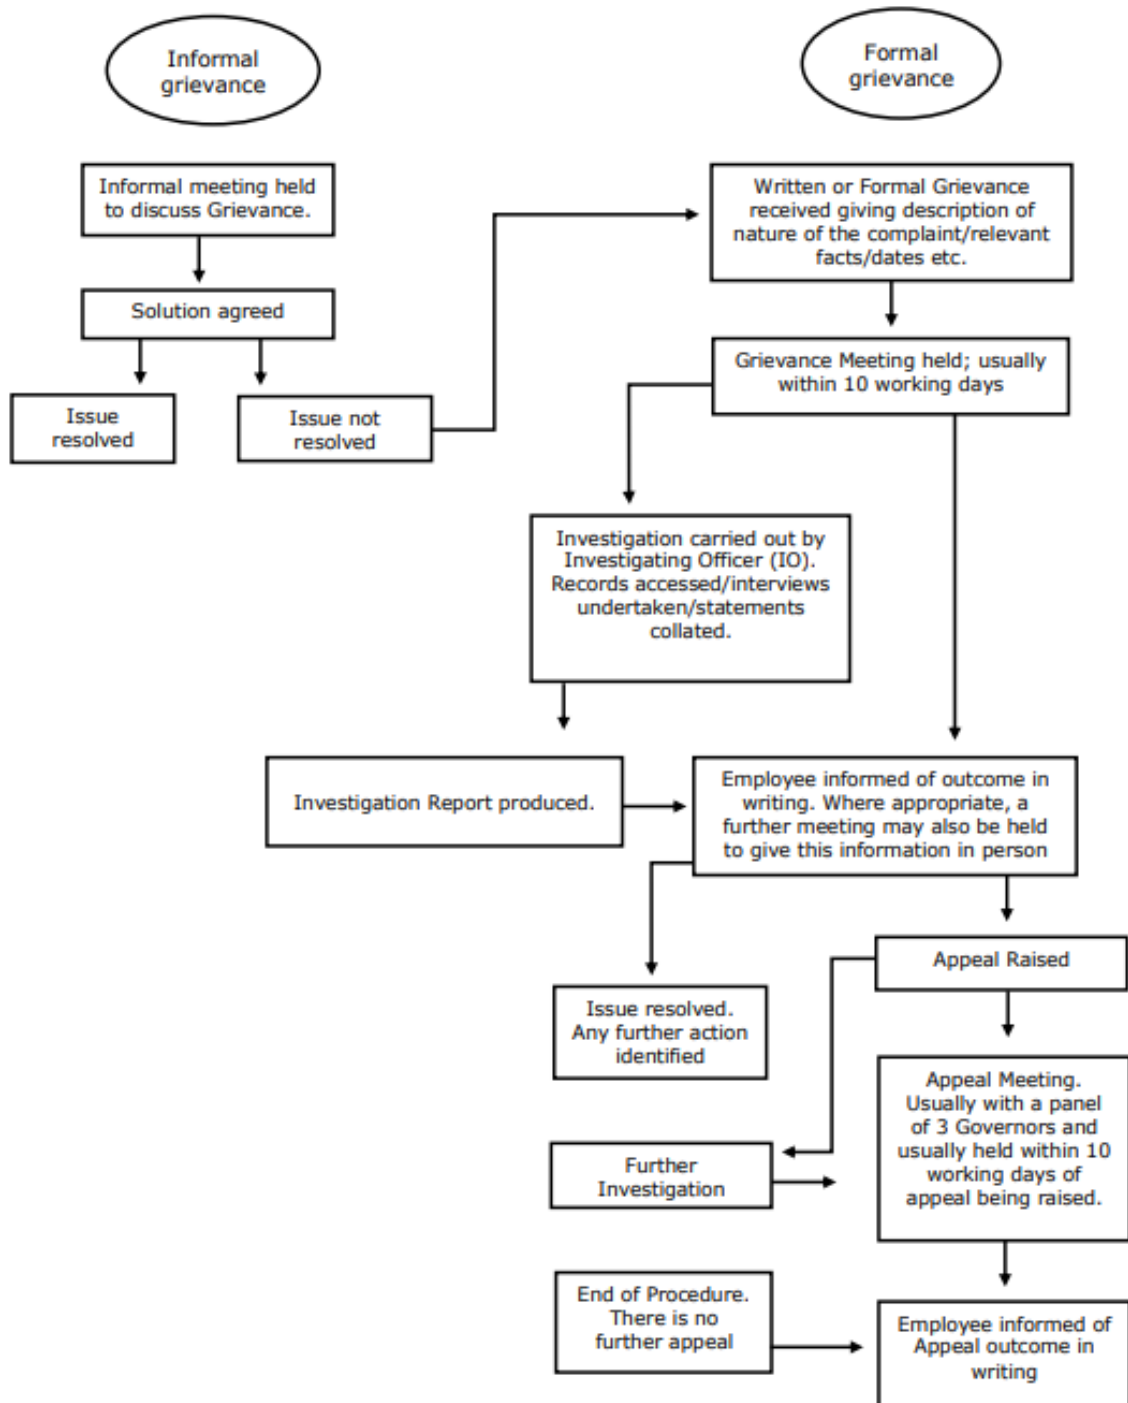 Informal
grievance
Formal
grievance
Informal meeting held
to discuss Grievance.
Solution agreed
Issue
resolved
Issue not
resolved
Written or Formal Grievance
received giving description of
nature of the complaint/relevant
facts/dates etc.
Grievance Meeting held; usually
within 10 working days
Investigation carried out by
Investigating Officer (IO).
Records accessed/interviews
undertaken/statements
collated.
Investigation Report produced.
Employee informed of outcome in
writing. Where appropriate, a
further meeting may also be held
to give this information in person
Issue resolved.
Any further action
identified
Appeal Raised
Further
Investigation
Appeal Meeting.
Usually with a panel
of 3 Governors and
usually held within 10
working days of
appeal being raised.
End of Procedure.
There is no
further appeal
Employee informed of
Appeal outcome in
writing